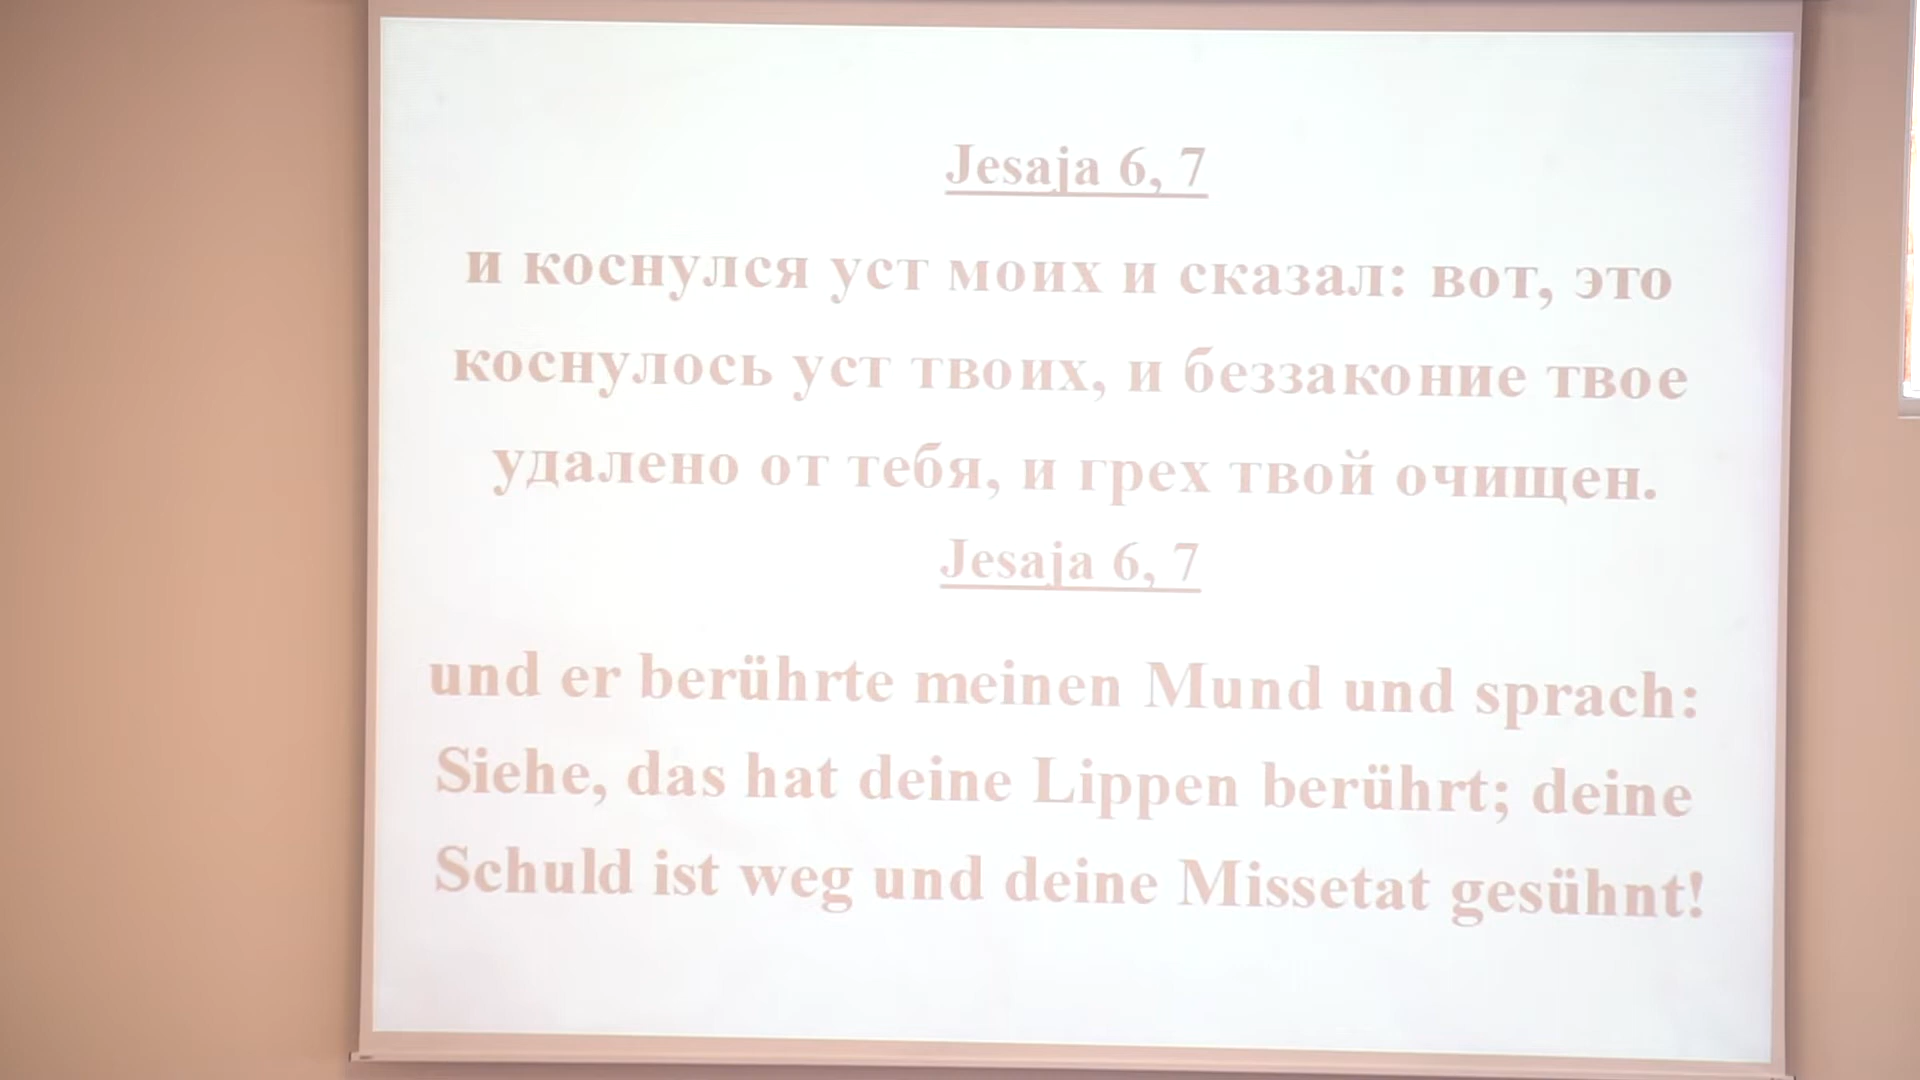 Jesaja 6, 7
и коснулся уст моих и сказал: вот, это
коснулось уст твоих, и беззаконие твое
удалено от тебя, и грех твой очищен.
Jesaja 6, 7
und er berührte meinen Mund und sprach:
Siehe, das hat deine Lippen berührt; deine
Schuld ist weg und deine Missetat gesühnt!